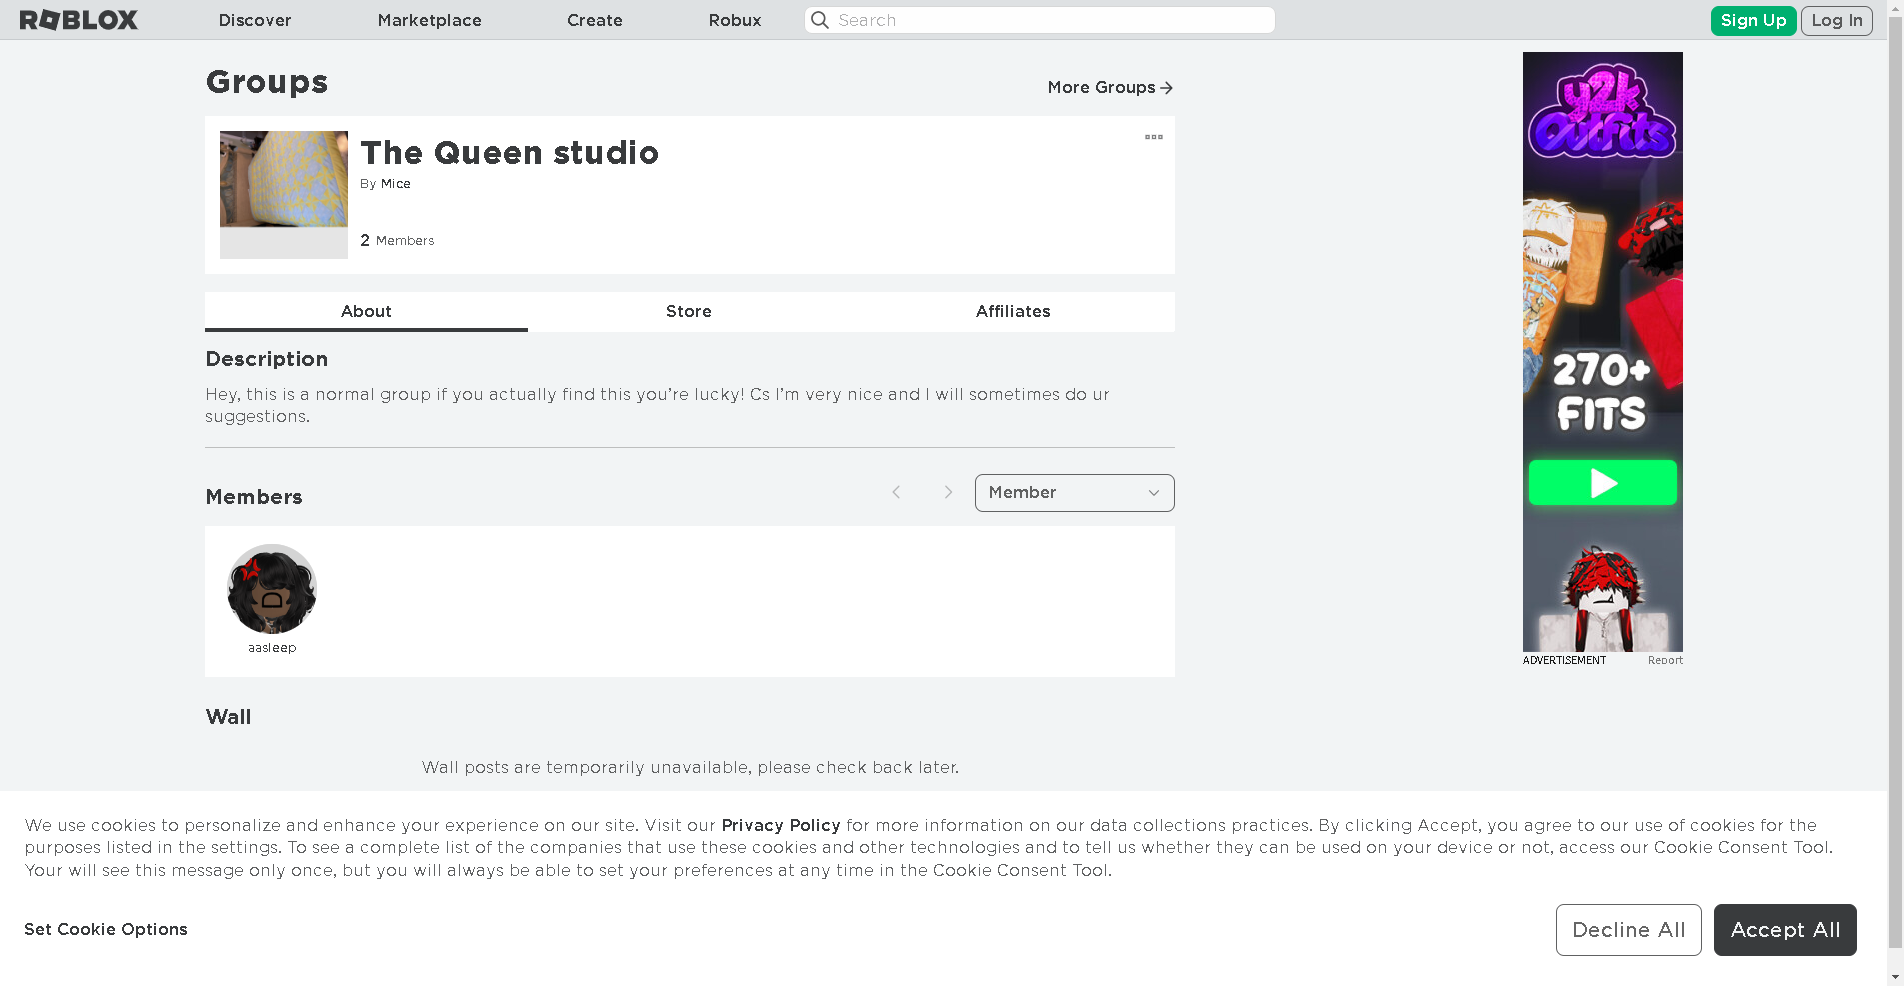 ROBLOX
Discover
Marketplace
Create
Robux
Search
Sign Up
Log In
Groups
More Groups
The Queen studio
By Mice
2 Members
About
Store
Affiliates
Description
Hey, this is a normal group if you actually find this you’re lucky! Cs I’m very nice and I will sometimes do ur
suggestions.
Members
Member
aasleep
Wall
Wall posts are temporarily unavailable, please check back later.
y2k
Outfits
270+
FITS
ADVERTISEMENT
Report
We use cookies to personalize and enhance your experience on our site. Visit our Privacy Policy for more information on our data collections practices. By clicking Accept, you agree to our use of cookies for the
purposes listed in the settings. To see a complete list of the companies that use these cookies and other technologies and to tell us whether they can be used on your device or not, access our Cookie Consent Tool.
Your will see this message only once, but you will always be able to set your preferences at any time in the Cookie Consent Tool.
Set Cookie Options
Decline All
Accept All